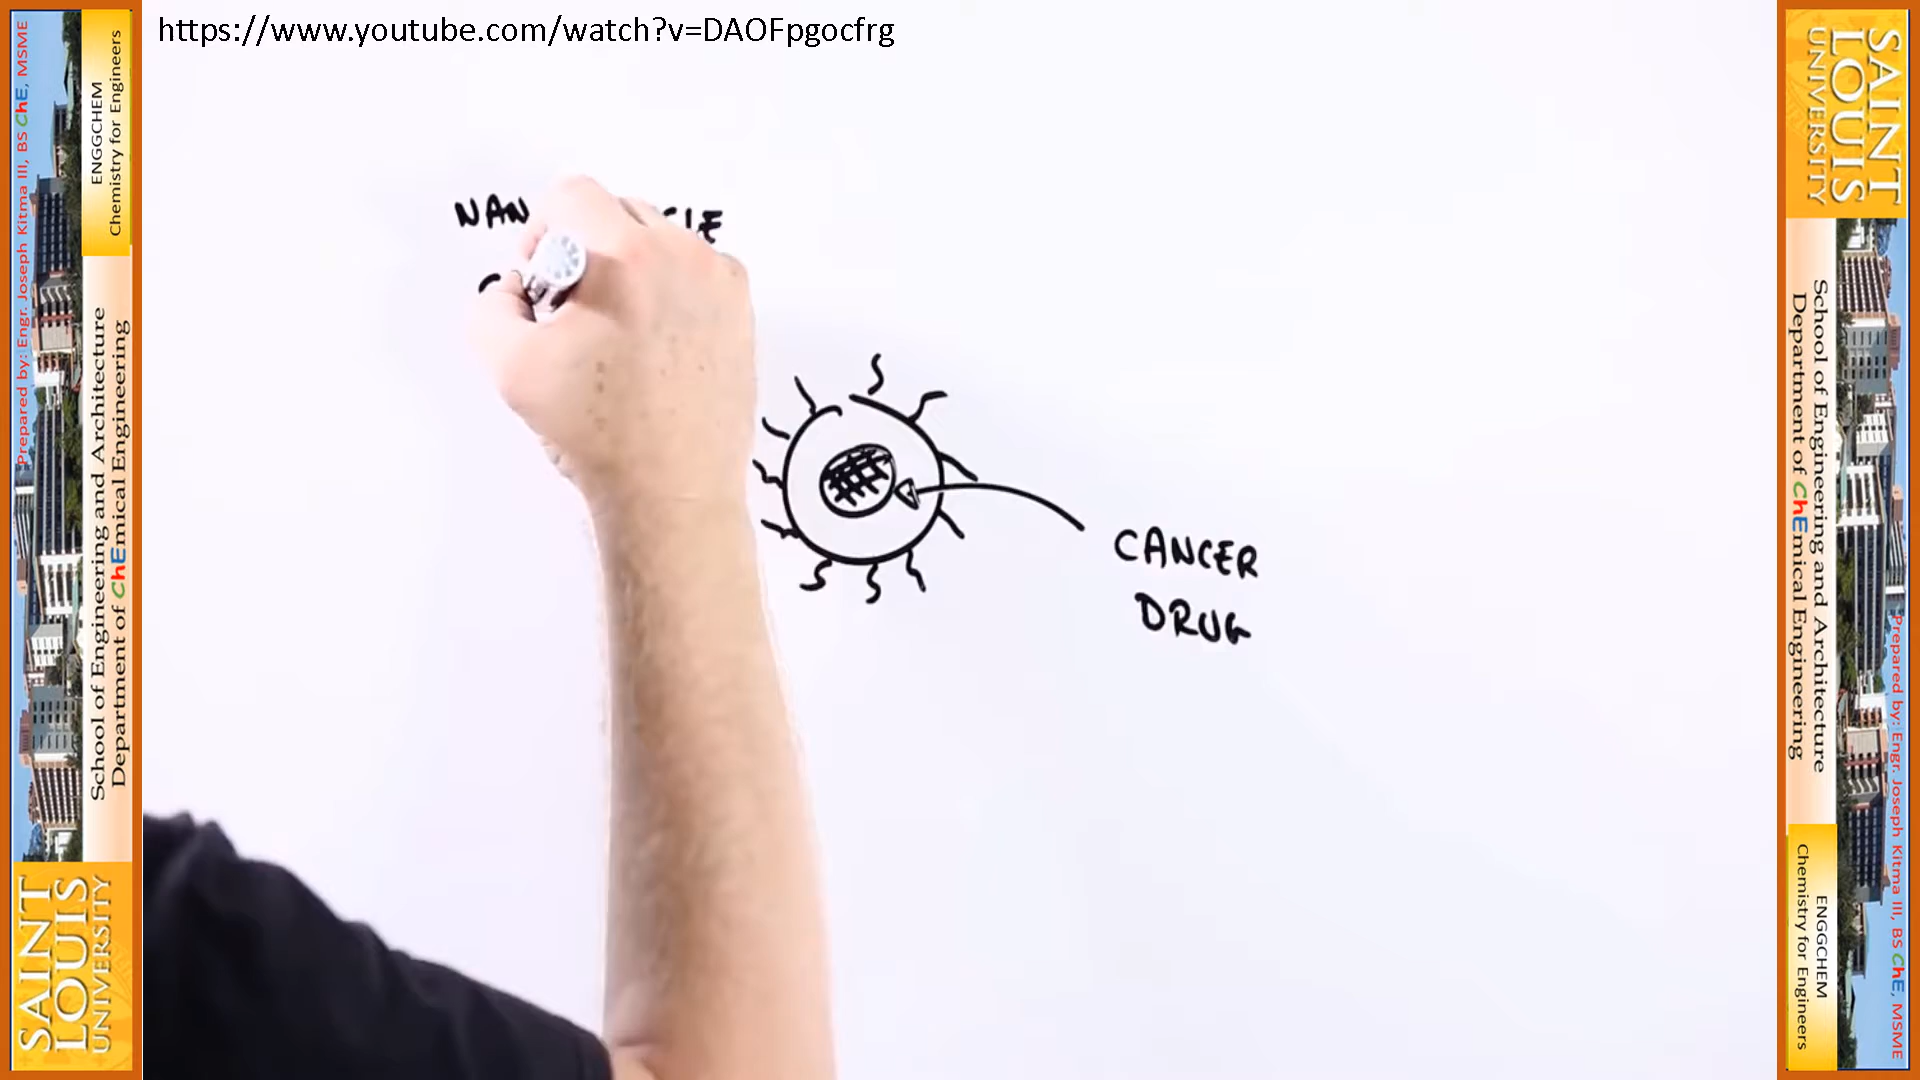 https://www.youtube.com/watch?v=DAOFpgocfrg
CANCER
DRUG
Prepared by: Engr. Joseph Kitma III, BS ChE, MSME
ENGGCHEM
Chemistry for Engineers
School of Engineering and Architecture
Department of ChEmical Engineering
SAINT
LOUIS
UNIVERSITY
SAINT
LOUIS
UNIVERSITY
School of Engineering and Architecture
Department of ChEmical Engineering
Prepared by: Engr. Joseph Kitma III, BS ChE, MSME
ENGGCHEM
Chemistry for Engineers